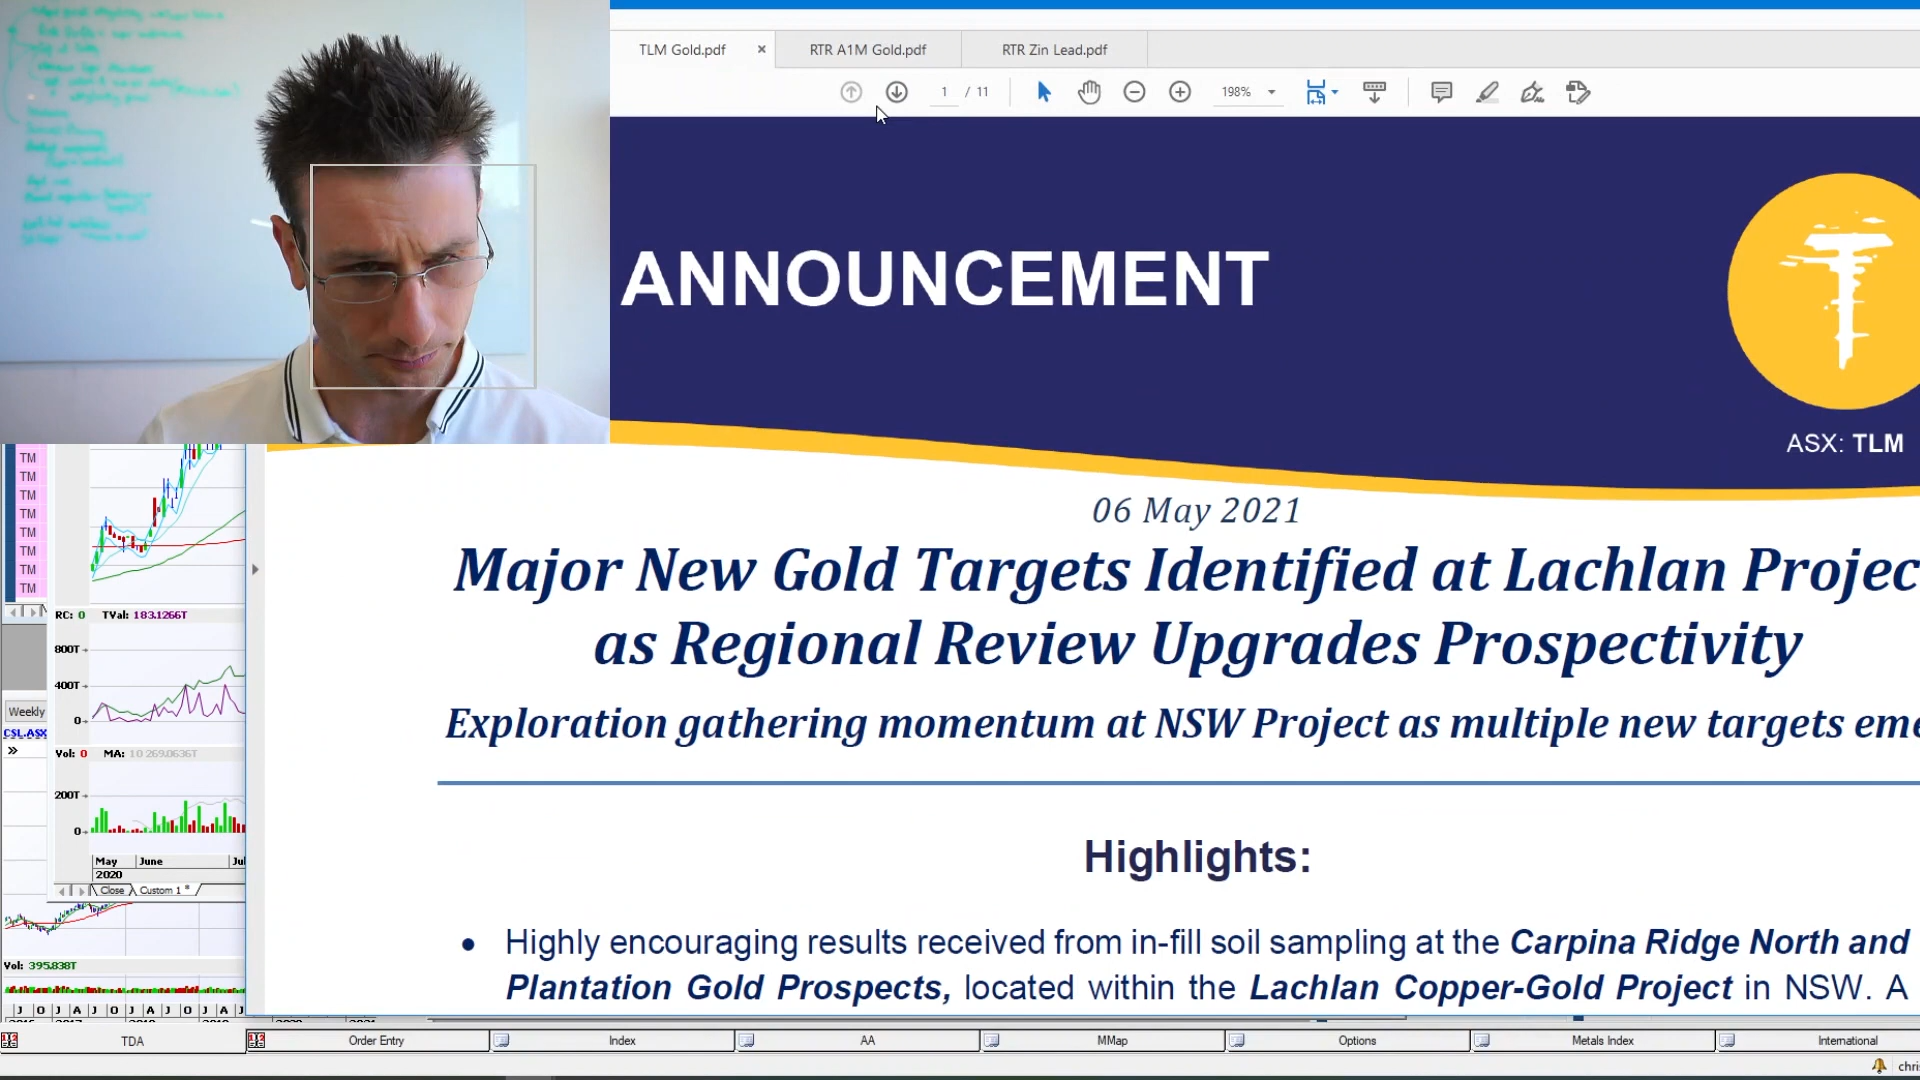 TLM Gold.pdf
RTR A1M Gold.pdf
RTR Zin Lead.pdf
1 / 11
198%
ANNOUNCEMENT
ASX: TLM
06 May 2021
Major New Gold Targets Identified at Lachlan Projec
as Regional Review Upgrades Prospectivity
Exploration gathering momentum at NSW Project as multiple new targets eme
Highlights:
• Highly encouraging results received from in-fill soil sampling at the Carpina Ridge North and
Plantation Gold Prospects, located within the Lachlan Copper-Gold Project in NSW. A
TM
TM
TM
TM
TM
TM
TM
TM
RC: 0 TVal: 183.1266T
800T
400T
0
Weekly
CSL.ASX
»
Vol: 0 MA: 10 269.0636T
200T
0
May June Jul
2020
Close Custom 1 *
Vol: 395.838T
J O J A J O J A J O J A J
TDA
Order Entry
Index
AA
MMap
Options
Metals Index
International
chri